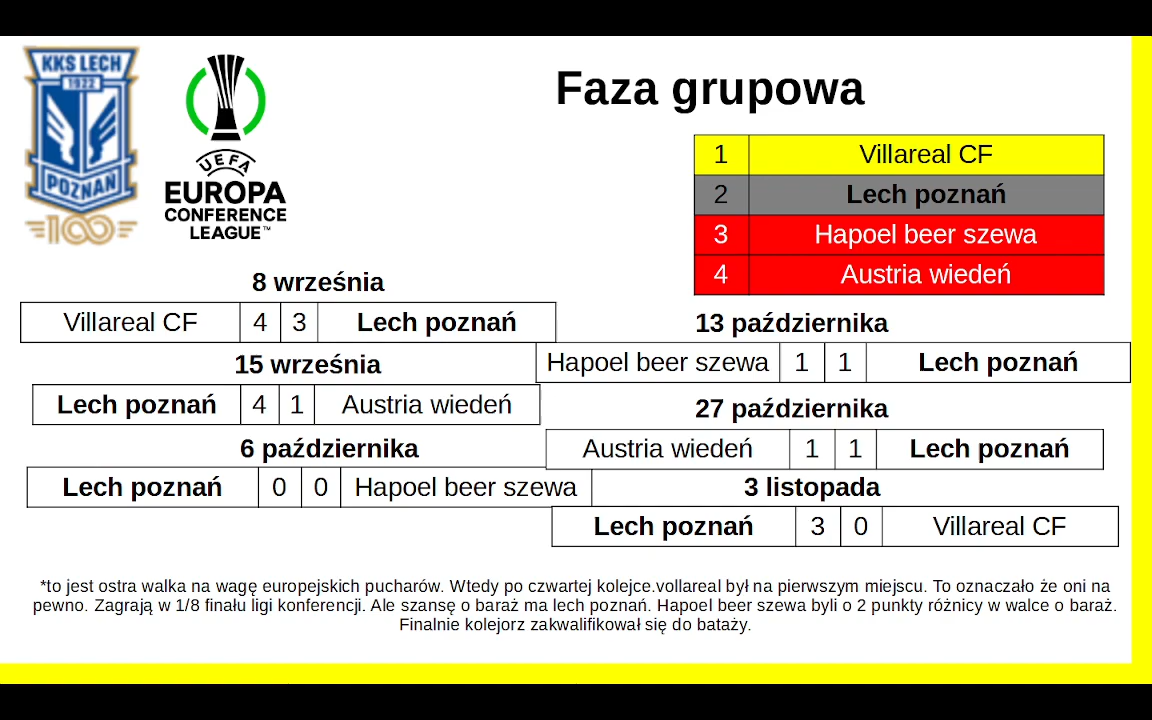 KKS LECH
1922
POZNAŃ
100
UEFA
EUROPA
CONFERENCE
LEAGUE™
Faza grupowa
1 Villareal CF
2 Lech poznań
3 Hapoel beer szewa
4 Austria wiedeń
8 września
Villareal CF 4 3 Lech poznań
15 września
Lech poznań 4 1 Austria wiedeń
6 października
Lech poznań 0 0 Hapoel beer szewa
13 października
Hapoel beer szewa 1 1 Lech poznań
27 października
Austria wiedeń 1 1 Lech poznań
3 listopada
Lech poznań 3 0 Villareal CF
*to jest ostra walka na wagę europejskich pucharów. Wtedy po czwartej kolejce.vollareal był na pierwszym miejscu. To oznaczało że oni na
pewno. Zagrają w 1/8 finału ligi konferencji. Ale szansę o baraż ma lech poznań. Hapoel beer szewa byli o 2 punkty różnicy w walce o baraż.
Finalnie kolejorz zakwalifikował się do bataży.